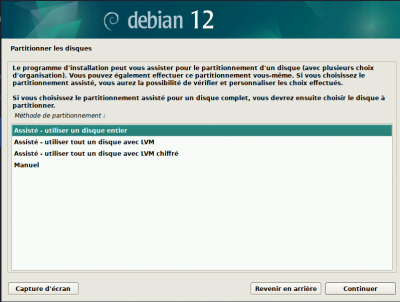 debian 12
Partitionner les disques
Le programme d'installation peut vous assister pour le partitionnement d'un disque (avec plusieurs choix
d'organisation). Vous pouvez également effectuer ce partitionnement vous-même. Si vous choisissez le
partitionnement assisté, vous aurez la possibilité de vérifier et personnaliser les choix effectués.
Si vous choisissez le partitionnement assisté pour un disque complet, vous devrez ensuite choisir le disque à
partitionner.
Méthode de partitionnement :
Assisté - utiliser un disque entier
Assisté - utiliser tout un disque avec LVM
Assisté - utiliser tout un disque avec LVM chiffré
Manuel
Capture d'écran
Revenir en arrière
Continuer